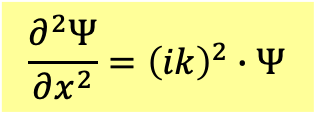 ∂²Ψ/∂x² = (ik)² · Ψ